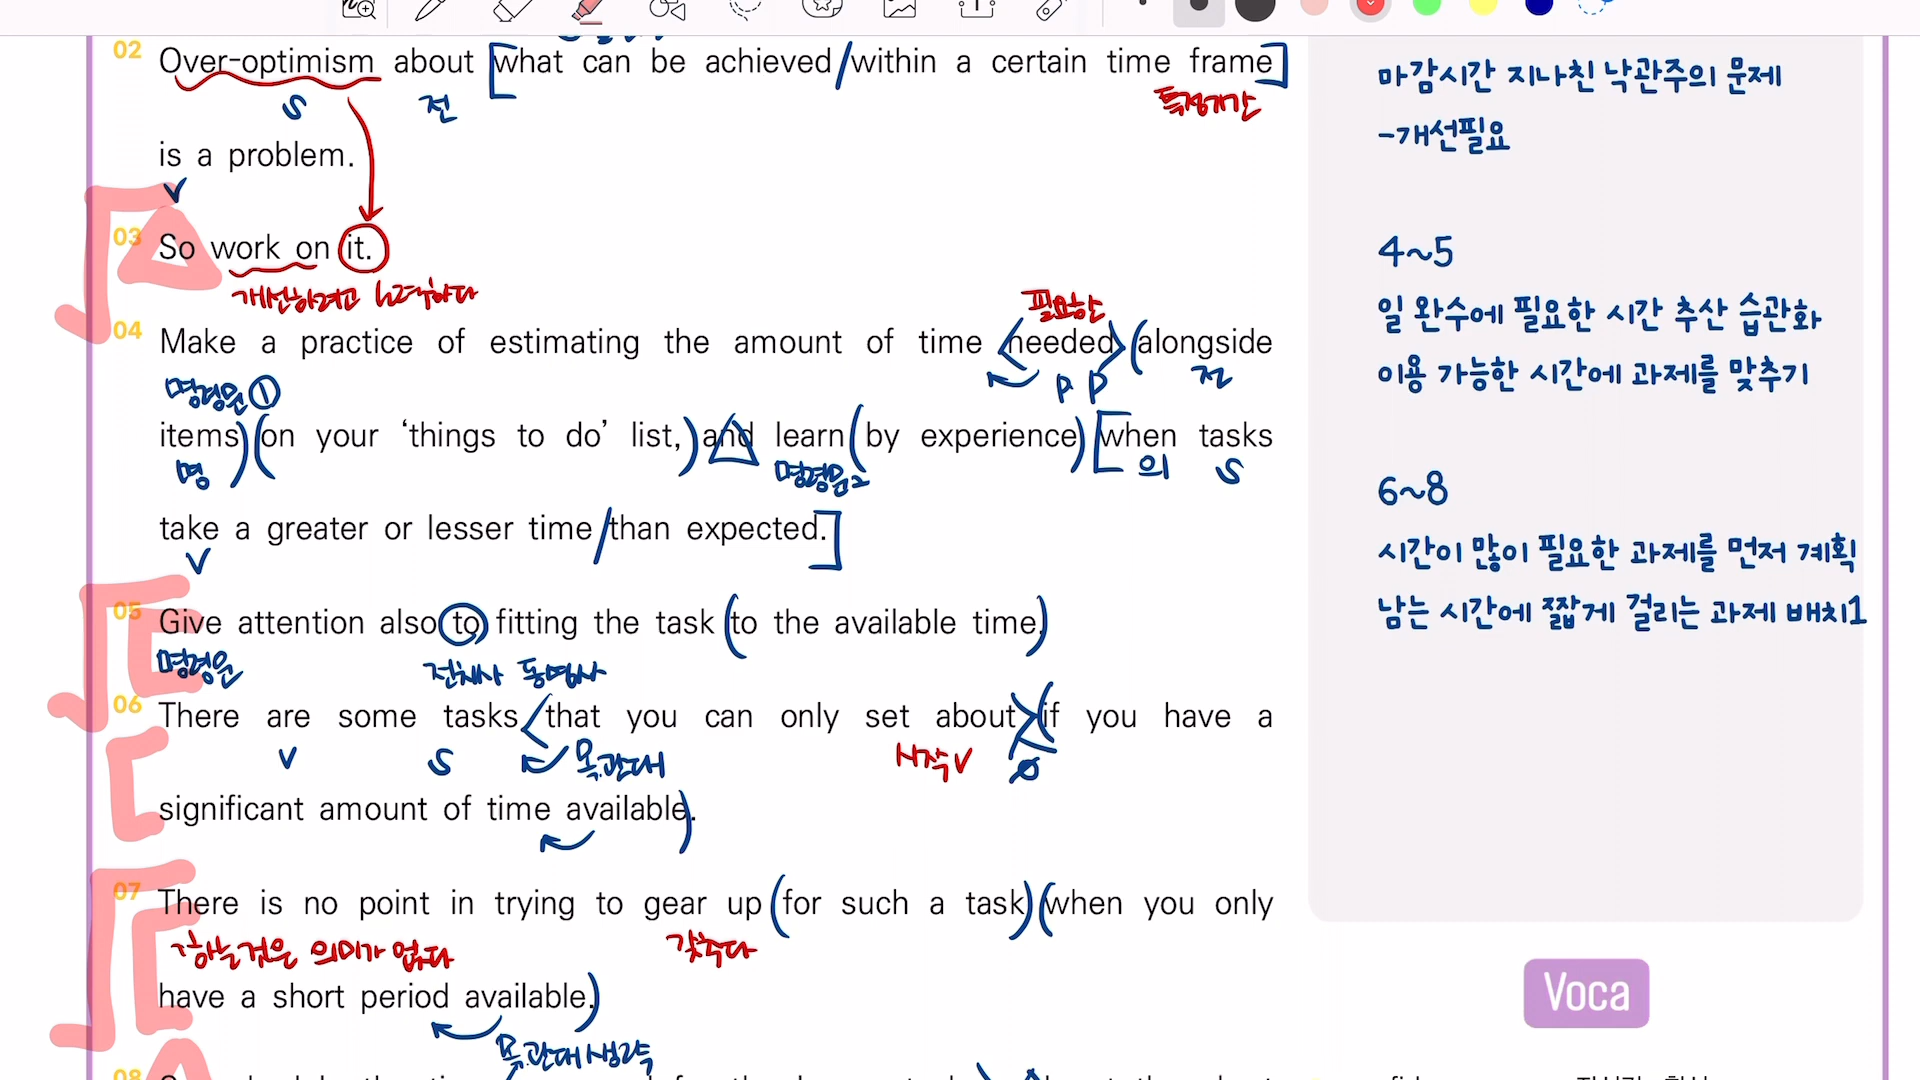 02 Over-optimism about what can be achieved/within a certain time frame
S 전 특정기간
is a problem.
V
03 So work on it.
개선하려고 노력하다
필요한
04 Make a practice of estimating the amount of time needed (alongside
명령문① P P 전
items) (on your ‘things to do’ list,) and learn (by experience) [when tasks
명 명령문2 의 S
take a greater or lesser time/than expected.]
V
05 Give attention also to fitting the task (to the available time.)
명령문 전치사 동명사
06 There are some tasks that you can only set about (if you have a
V S 목.관대 시작V
significant amount of time available).
07 There is no point in trying to gear up (for such a task) (when you only
~하는 것은 의미가 없다 갖추다
have a short period available.)
목.관대생략
08
마감시간 지나친 낙관주의 문제
-개선필요
4~5
일 완수에 필요한 시간 추산 습관화
이용 가능한 시간에 과제를 맞추기
6~8
시간이 많이 필요한 과제를 먼저 계획
남는 시간에 짧게 걸리는 과제 배치1
Voca